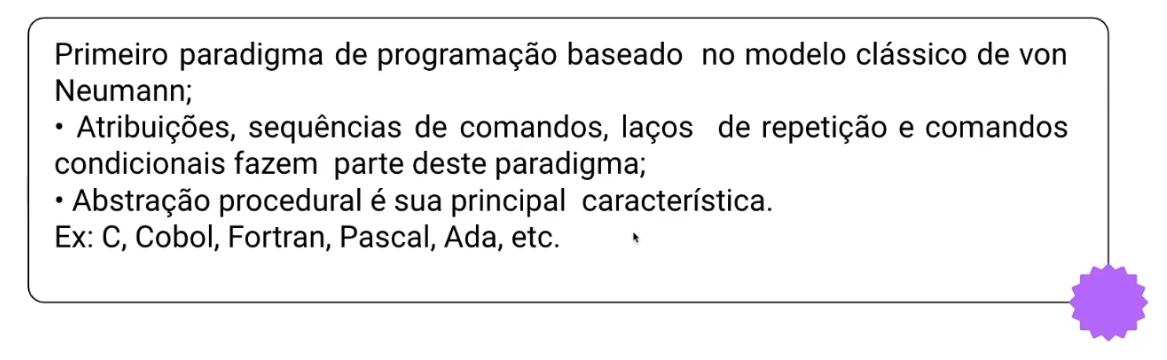 Primeiro paradigma de programação baseado no modelo clássico de von
Neumann;
• Atribuições, sequências de comandos, laços de repetição e comandos
condicionais fazem parte deste paradigma;
• Abstração procedural é sua principal característica.
Ex: C, Cobol, Fortran, Pascal, Ada, etc.